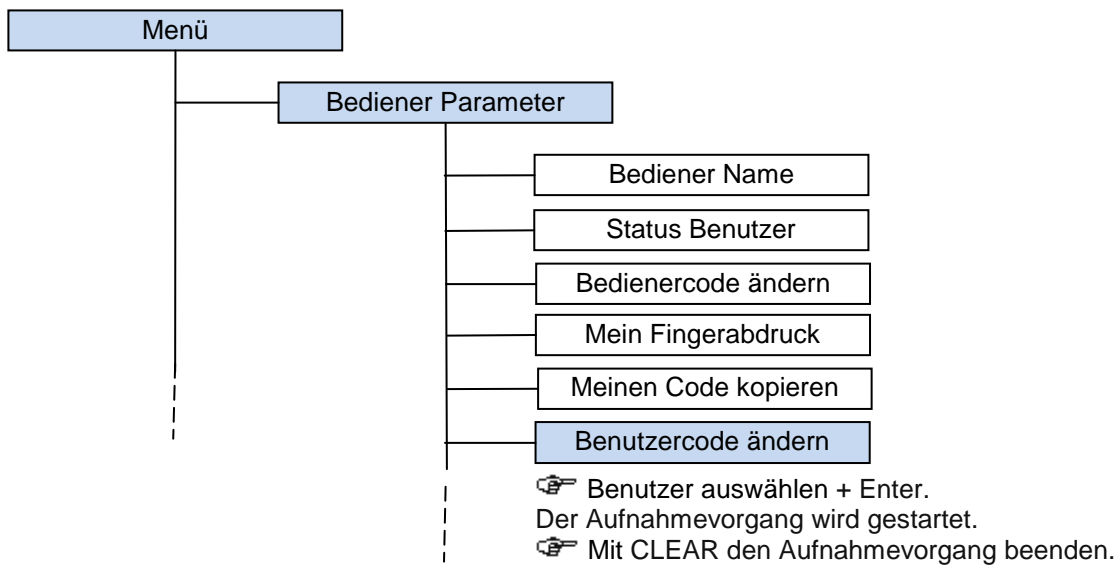 Menü
Bediener Parameter
Bediener Name
Status Benutzer
Bedienercode ändern
Mein Fingerabdruck
Meinen Code kopieren
Benutzercode ändern
☞ Benutzer auswählen + Enter.
Der Aufnahmevorgang wird gestartet.
☞ Mit CLEAR den Aufnahmevorgang beenden.